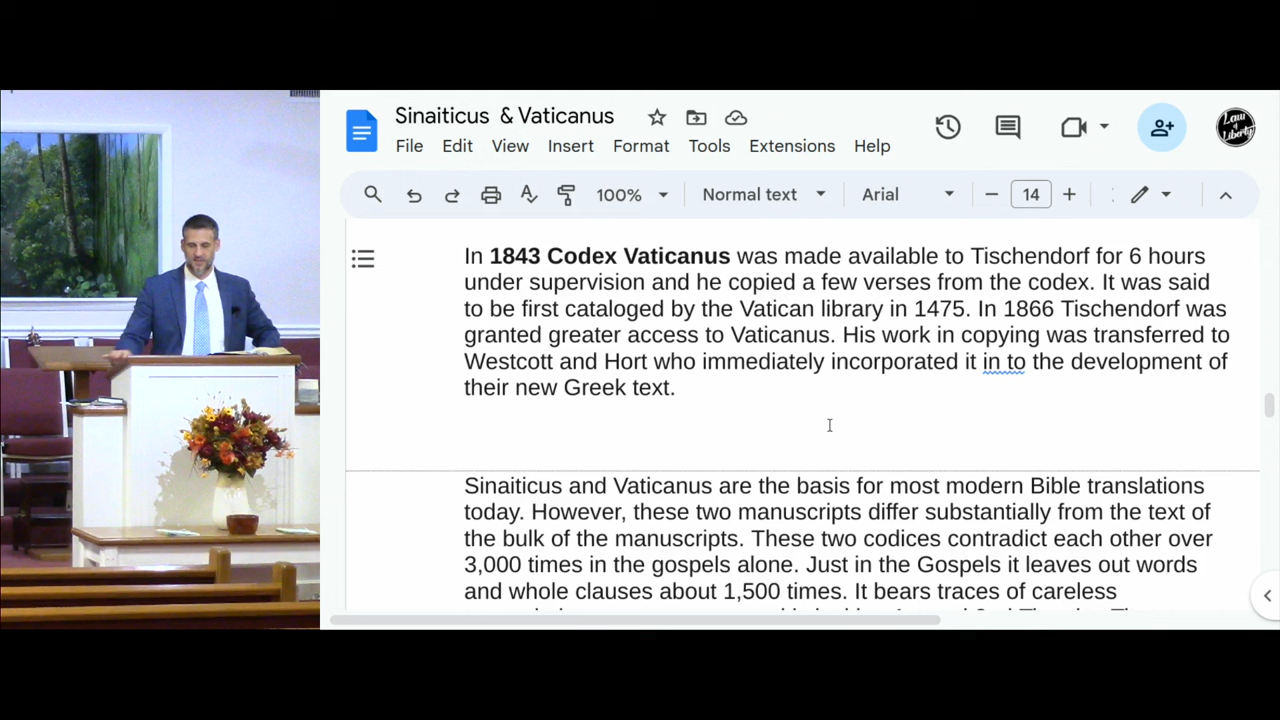 Sinaiticus & Vaticanus
File Edit View Insert Format Tools Extensions Help
100% Normal text Arial 14
In 1843 Codex Vaticanus was made available to Tischendorf for 6 hours
under supervision and he copied a few verses from the codex. It was said
to be first cataloged by the Vatican library in 1475. In 1866 Tischendorf was
granted greater access to Vaticanus. His work in copying was transferred to
Westcott and Hort who immediately incorporated it in to the development of
their new Greek text.
Sinaiticus and Vaticanus are the basis for most modern Bible translations
today. However, these two manuscripts differ substantially from the text of
the bulk of the manuscripts. These two codices contradict each other over
3,000 times in the gospels alone. Just in the Gospels it leaves out words
and whole clauses about 1,500 times. It bears traces of careless
Law of Liberty